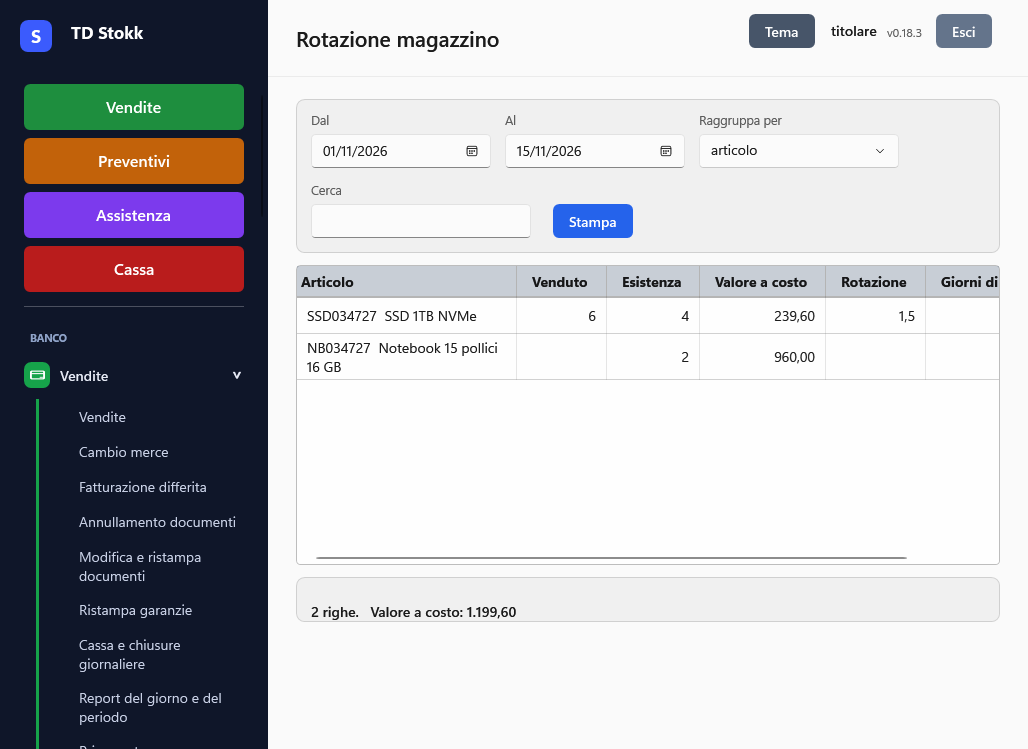 S TD Stokk
Vendite
Preventivi
Assistenza
Cassa
BANCO
Vendite
Vendite
Cambio merce
Fatturazione differita
Annullamento documenti
Modifica e ristampa
documenti
Ristampa garanzie
Cassa e chiusure
giornaliere
Report del giorno e del
periodo
Rotazione magazzino
Tema titolare v0.18.3 Esci
Dal Al Raggruppa per
01/11/2026 15/11/2026 articolo
Cerca
Stampa
Articolo Venduto Esistenza Valore a costo Rotazione Giorni di
SSD034727 SSD 1TB NVMe 6 4 239,60 1,5
NB034727 Notebook 15 pollici
16 GB 2 960,00
2 righe. Valore a costo: 1.199,60